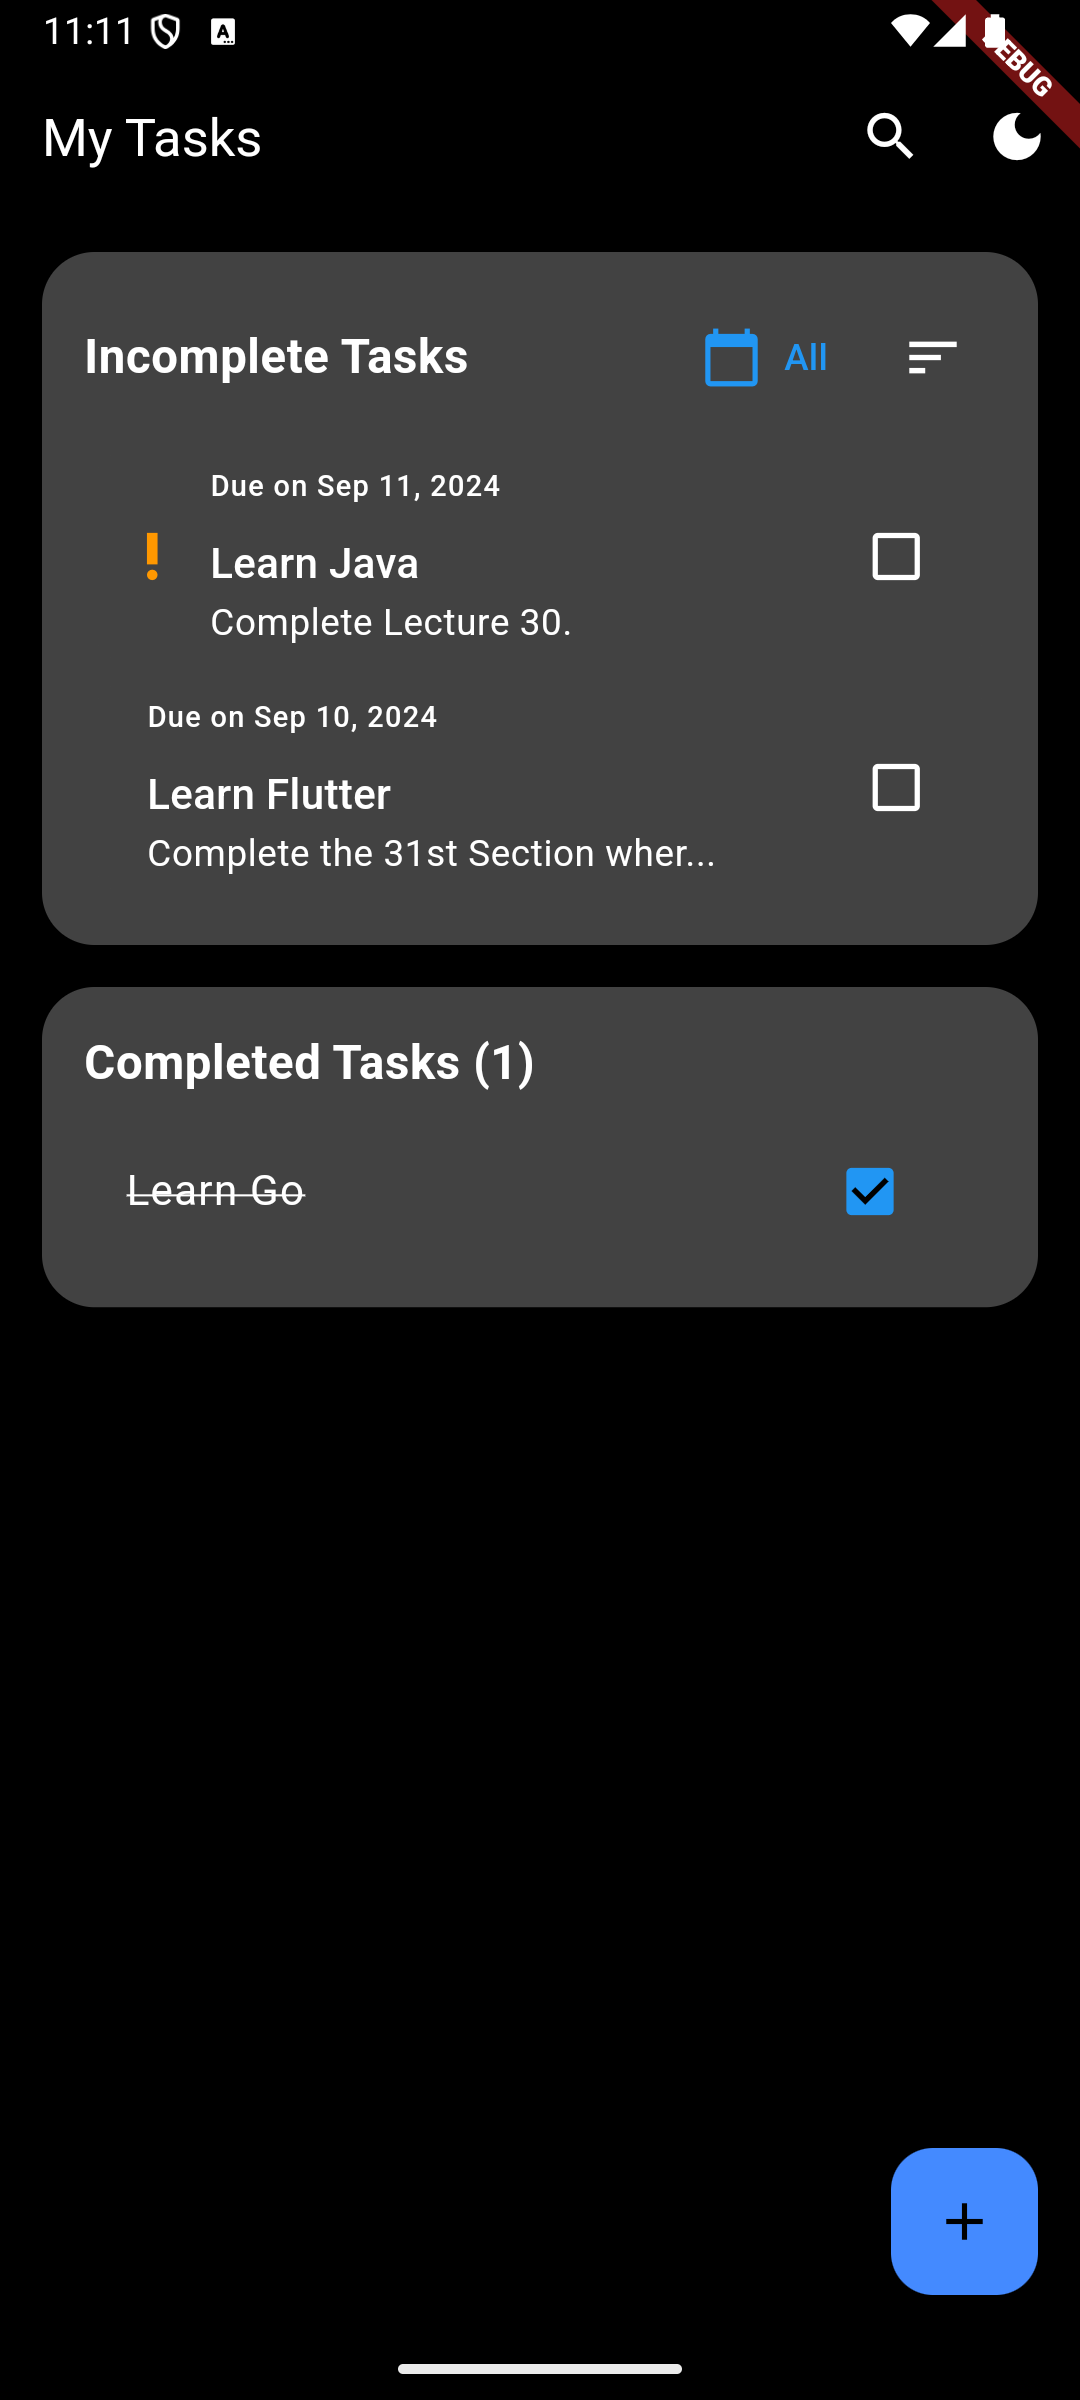 11:11
DEBUG
My Tasks
Incomplete Tasks
All
Due on Sep 11, 2024
Learn Java
Complete Lecture 30.
Due on Sep 10, 2024
Learn Flutter
Complete the 31st Section wher...
Completed Tasks (1)
Learn Go